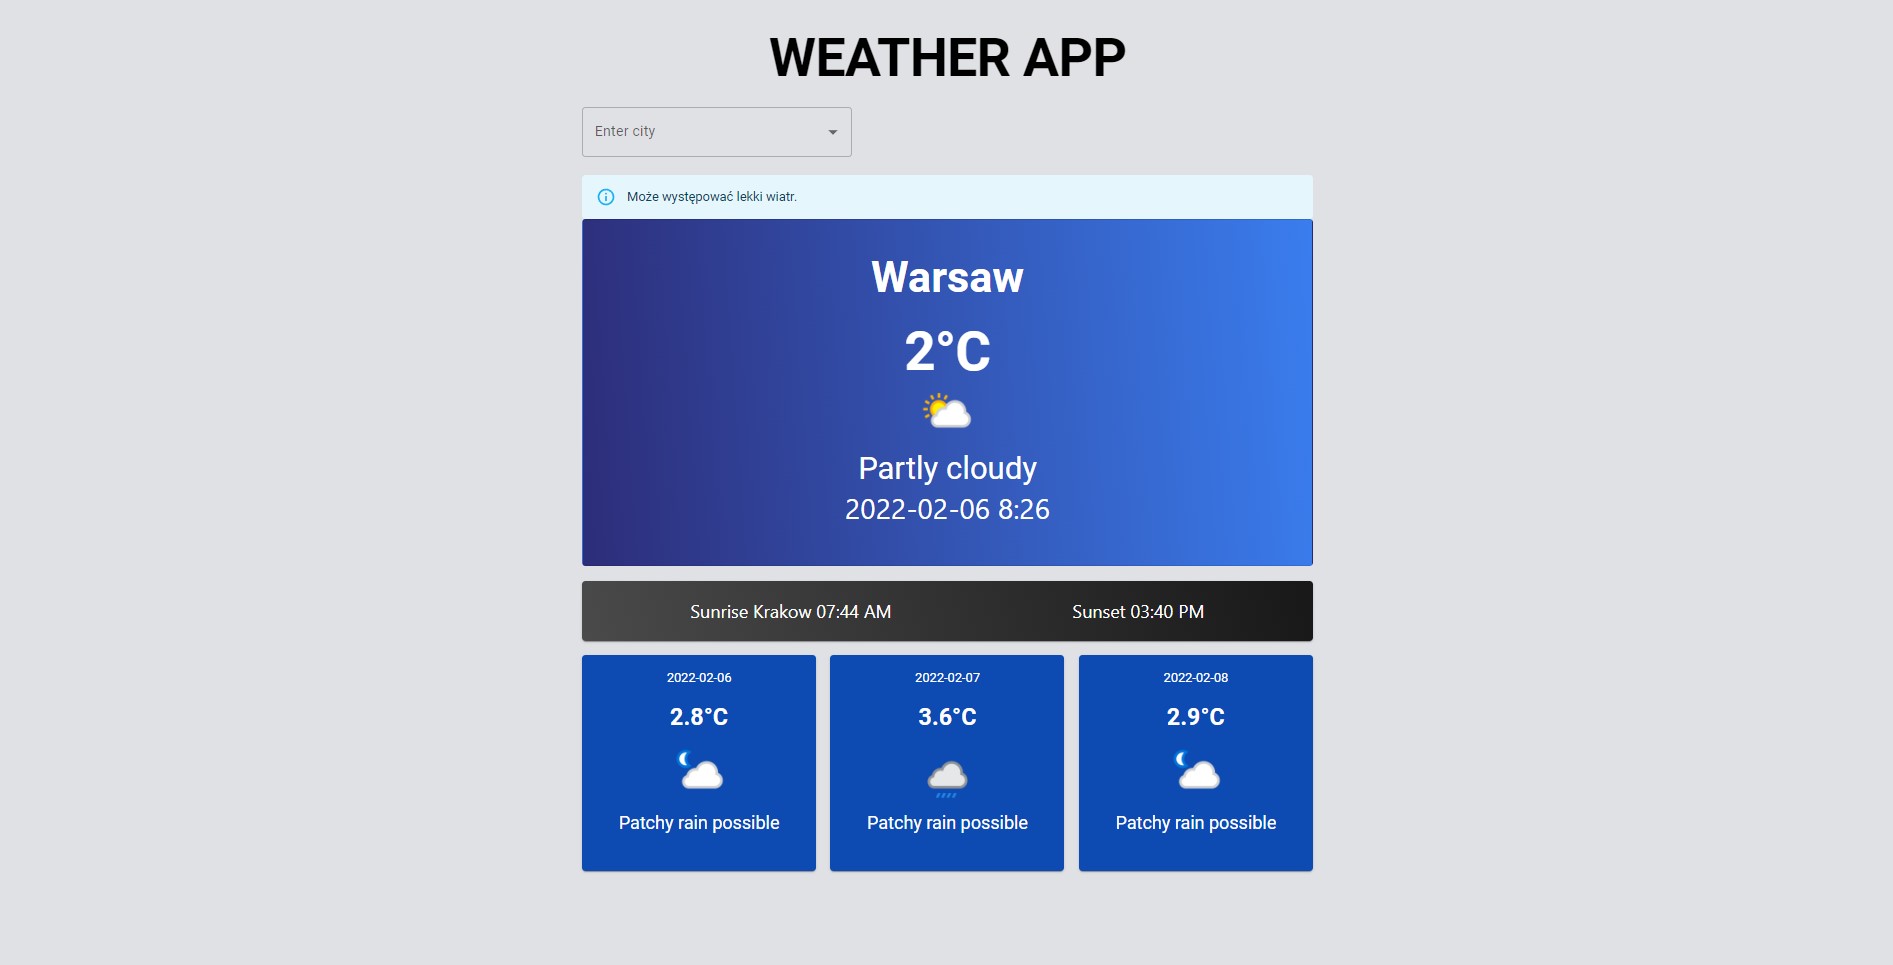 WEATHER APP
Enter city
Może występować lekki wiatr.
Warsaw
2°C
Partly cloudy
2022-02-06 8:26
Sunrise Krakow 07:44 AM
Sunset 03:40 PM
2022-02-06
2.8°C
Patchy rain possible
2022-02-07
3.6°C
Patchy rain possible
2022-02-08
2.9°C
Patchy rain possible